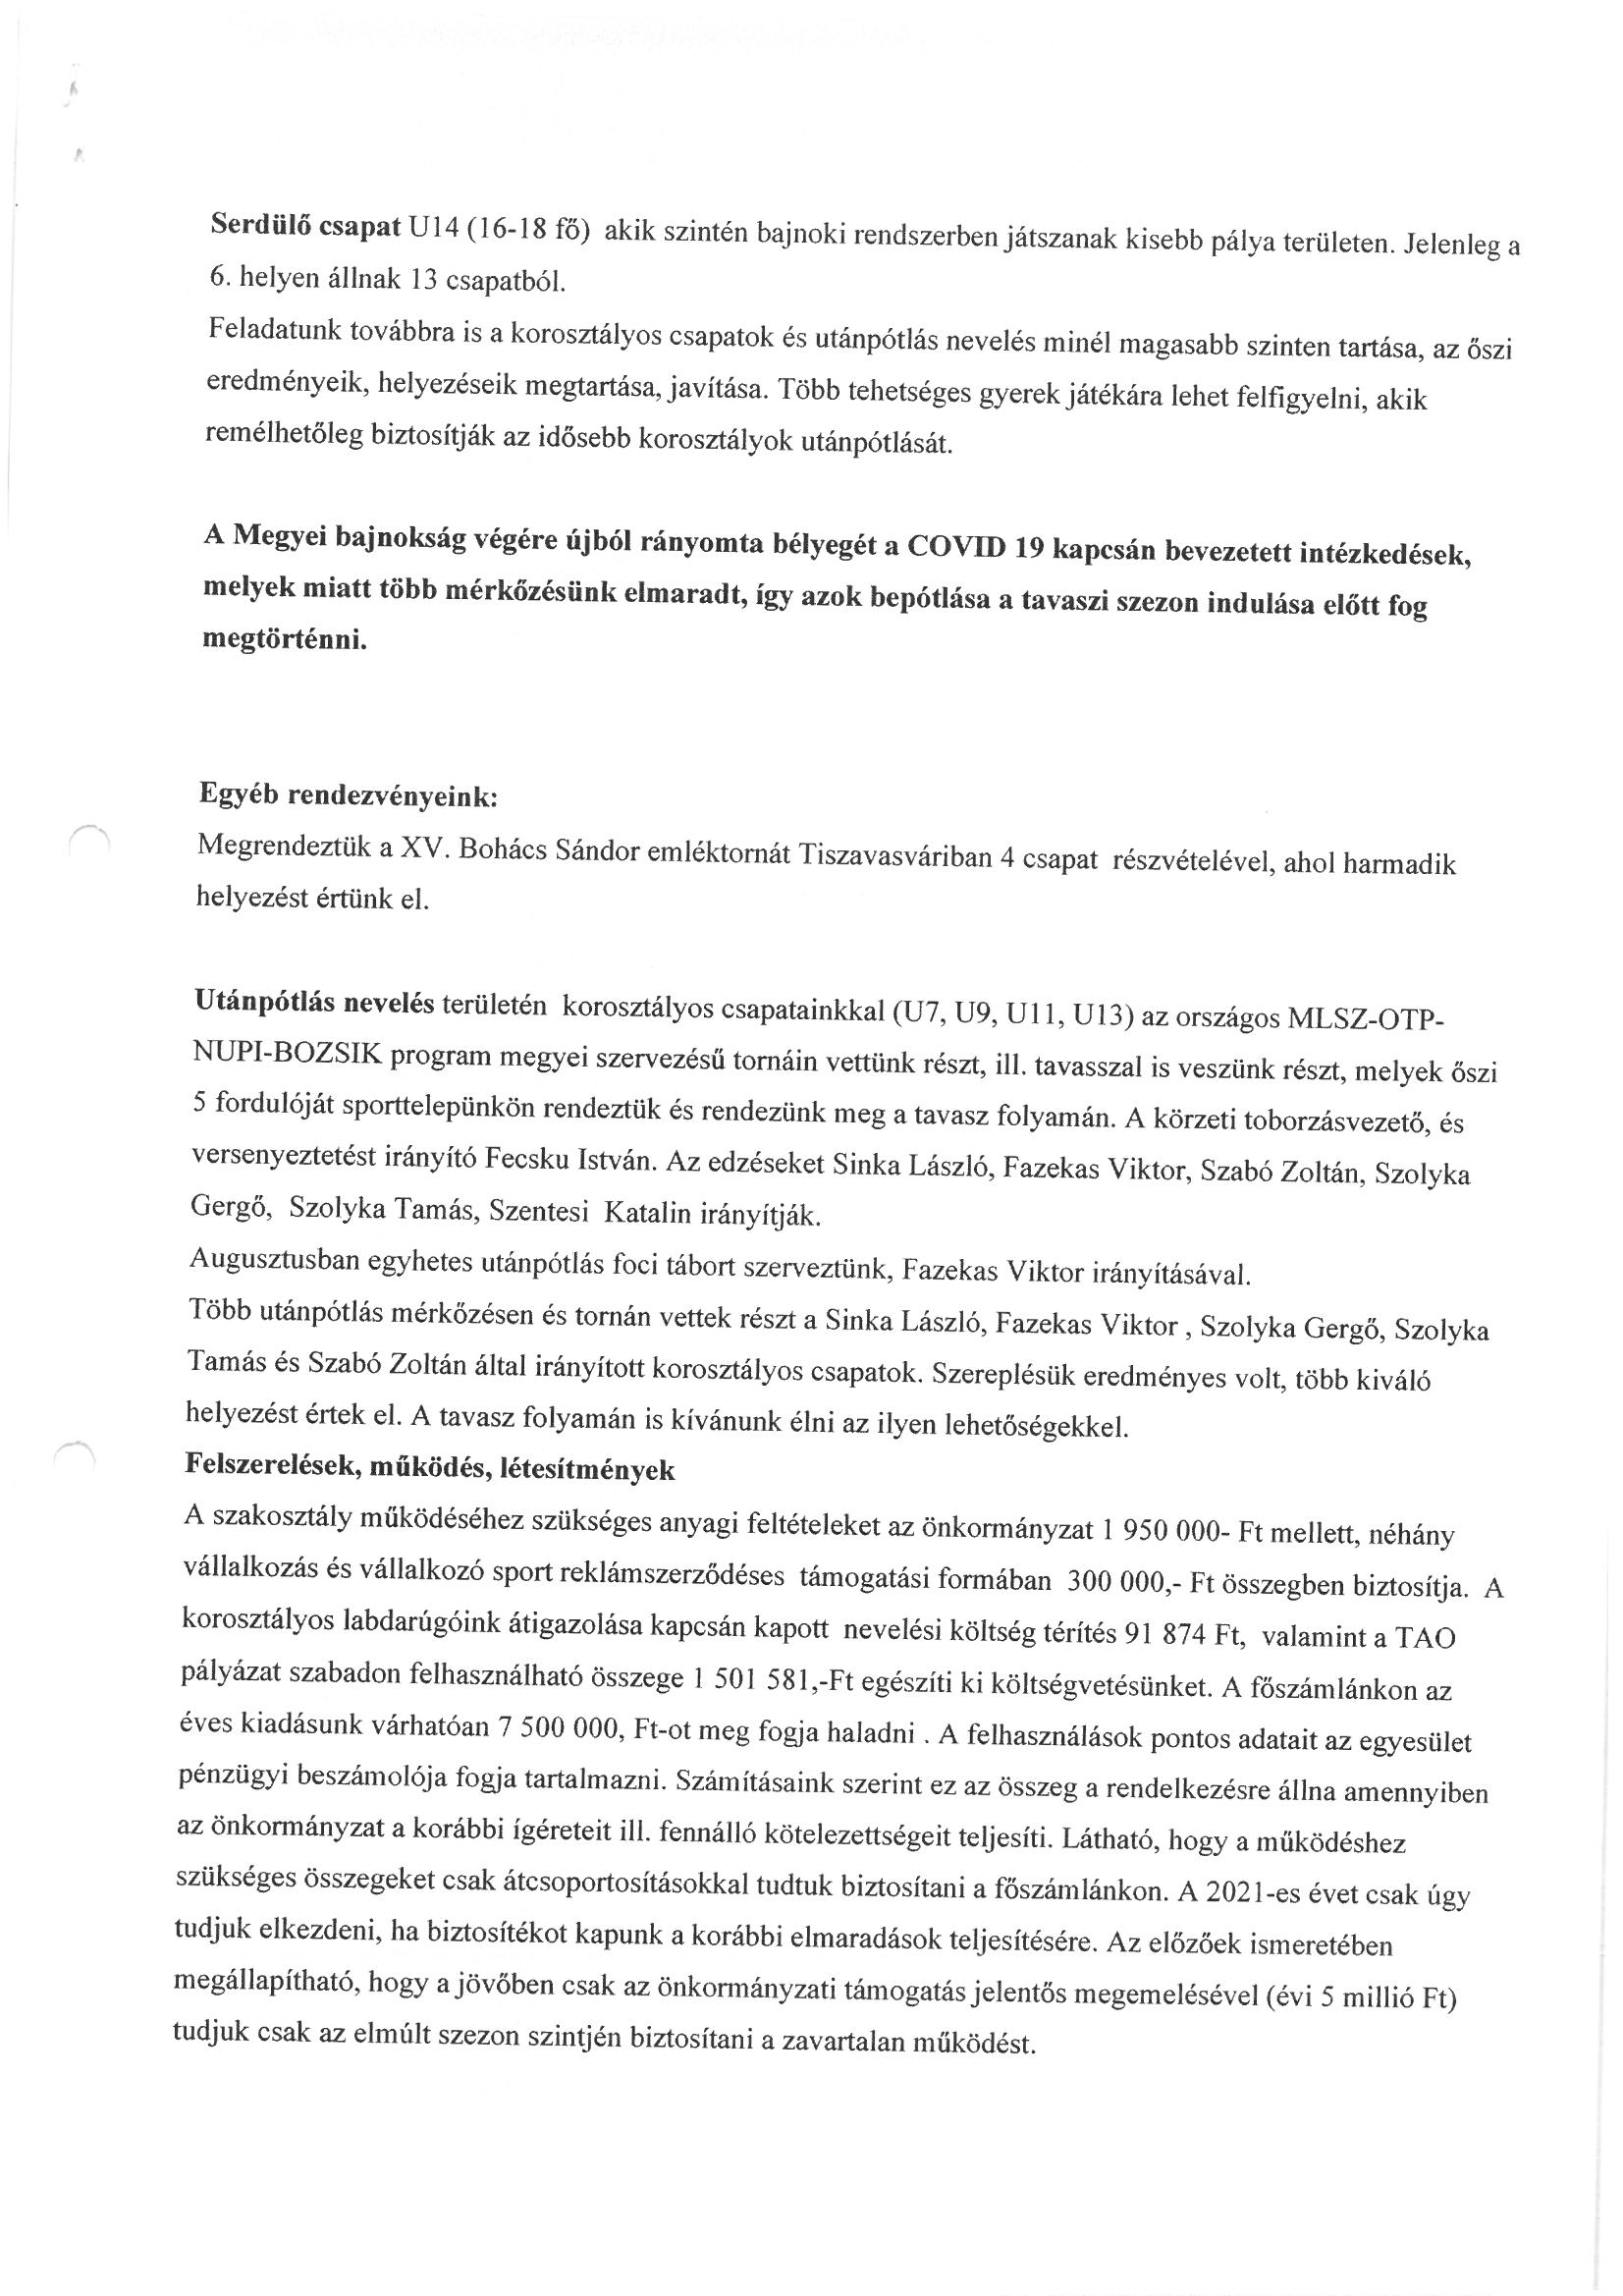 Serdülő csapat U14 (16-18 fő) akik szintén bajnoki rendszerben játszanak kisebb pálya területen. Jelenleg a
6. helyen állnak 13 csapatból.
Feladatunk továbbra is a korosztályos csapatok és utánpótlás nevelés minél magasabb szinten tartása, az őszi
eredményeik, helyezéseik megtartása, javítása. Több tehetséges gyerek játékára lehet felfigyelni, akik
remélhetőleg biztosítják az idősebb korosztályok utánpótlását.
A Megyei bajnokság végére újból rányomta bélyegét a COVID 19 kapcsán bevezetett intézkedések,
melyek miatt több mérkőzésünk elmaradt, így azok bepótlása a tavaszi szezon indulása előtt fog
megtörténni.
Egyéb rendezvényeink:
Megrendeztük a XV. Bohács Sándor emléktornát Tiszavasváriban 4 csapat részvételével, ahol harmadik
helyezést értünk el.
Utánpótlás nevelés területén korosztályos csapatainkkal (U7, U9, U11, U13) az országos MLSZ-OTP-
NUPI-BOZSIK program megyei szervezésű tornáin vettünk részt, ill. tavasszal is veszünk részt, melyek őszi
5 fordulóját sporttelepünkön rendeztük és rendezünk meg a tavasz folyamán. A körzeti toborzásvezető, és
versenyeztetést irányító Fecsku István. Az edzéseket Sinka László, Fazekas Viktor, Szabó Zoltán, Szolyka
Gergő, Szolyka Tamás, Szentesi Katalin irányítják.
Augusztusban egyhetes utánpótlás foci tábort szerveztünk, Fazekas Viktor irányításával.
Több utánpótlás mérkőzésen és tornán vettek részt a Sinka László, Fazekas Viktor , Szolyka Gergő, Szolyka
Tamás és Szabó Zoltán által irányított korosztályos csapatok. Szereplésük eredményes volt, több kiváló
helyezést értek el. A tavasz folyamán is kívánunk élni az ilyen lehetőségekkel.
Felszerelések, működés, létesítmények
A szakosztály működéséhez szükséges anyagi feltételeket az önkormányzat 1 950 000- Ft mellett, néhány
vállalkozás és vállalkozó sport reklámszerződéses támogatási formában 300 000,- Ft összegben biztosítja. A
korosztályos labdarúgóink átigazolása kapcsán kapott nevelési költség térítés 91 874 Ft, valamint a TAO
pályázat szabadon felhasználható összege 1 501 581,-Ft egészíti ki költségvetésünket. A főszámlánkon az
éves kiadásunk várhatóan 7 500 000, Ft-ot meg fogja haladni . A felhasználások pontos adatait az egyesület
pénzügyi beszámolója fogja tartalmazni. Számításaink szerint ez az összeg a rendelkezésre állna amennyiben
az önkormányzat a korábbi ígéreteit ill. fennálló kötelezettségeit teljesíti. Látható, hogy a működéshez
szükséges összegeket csak átcsoportosításokkal tudtuk biztosítani a főszámlánkon. A 2021-es évet csak úgy
tudjuk elkezdeni, ha biztosítékot kapunk a korábbi elmaradások teljesítésére. Az előzőek ismeretében
megállapítható, hogy a jövőben csak az önkormányzati támogatás jelentős megemelésével (évi 5 millió Ft)
tudjuk csak az elmúlt szezon szintjén biztosítani a zavartalan működést.